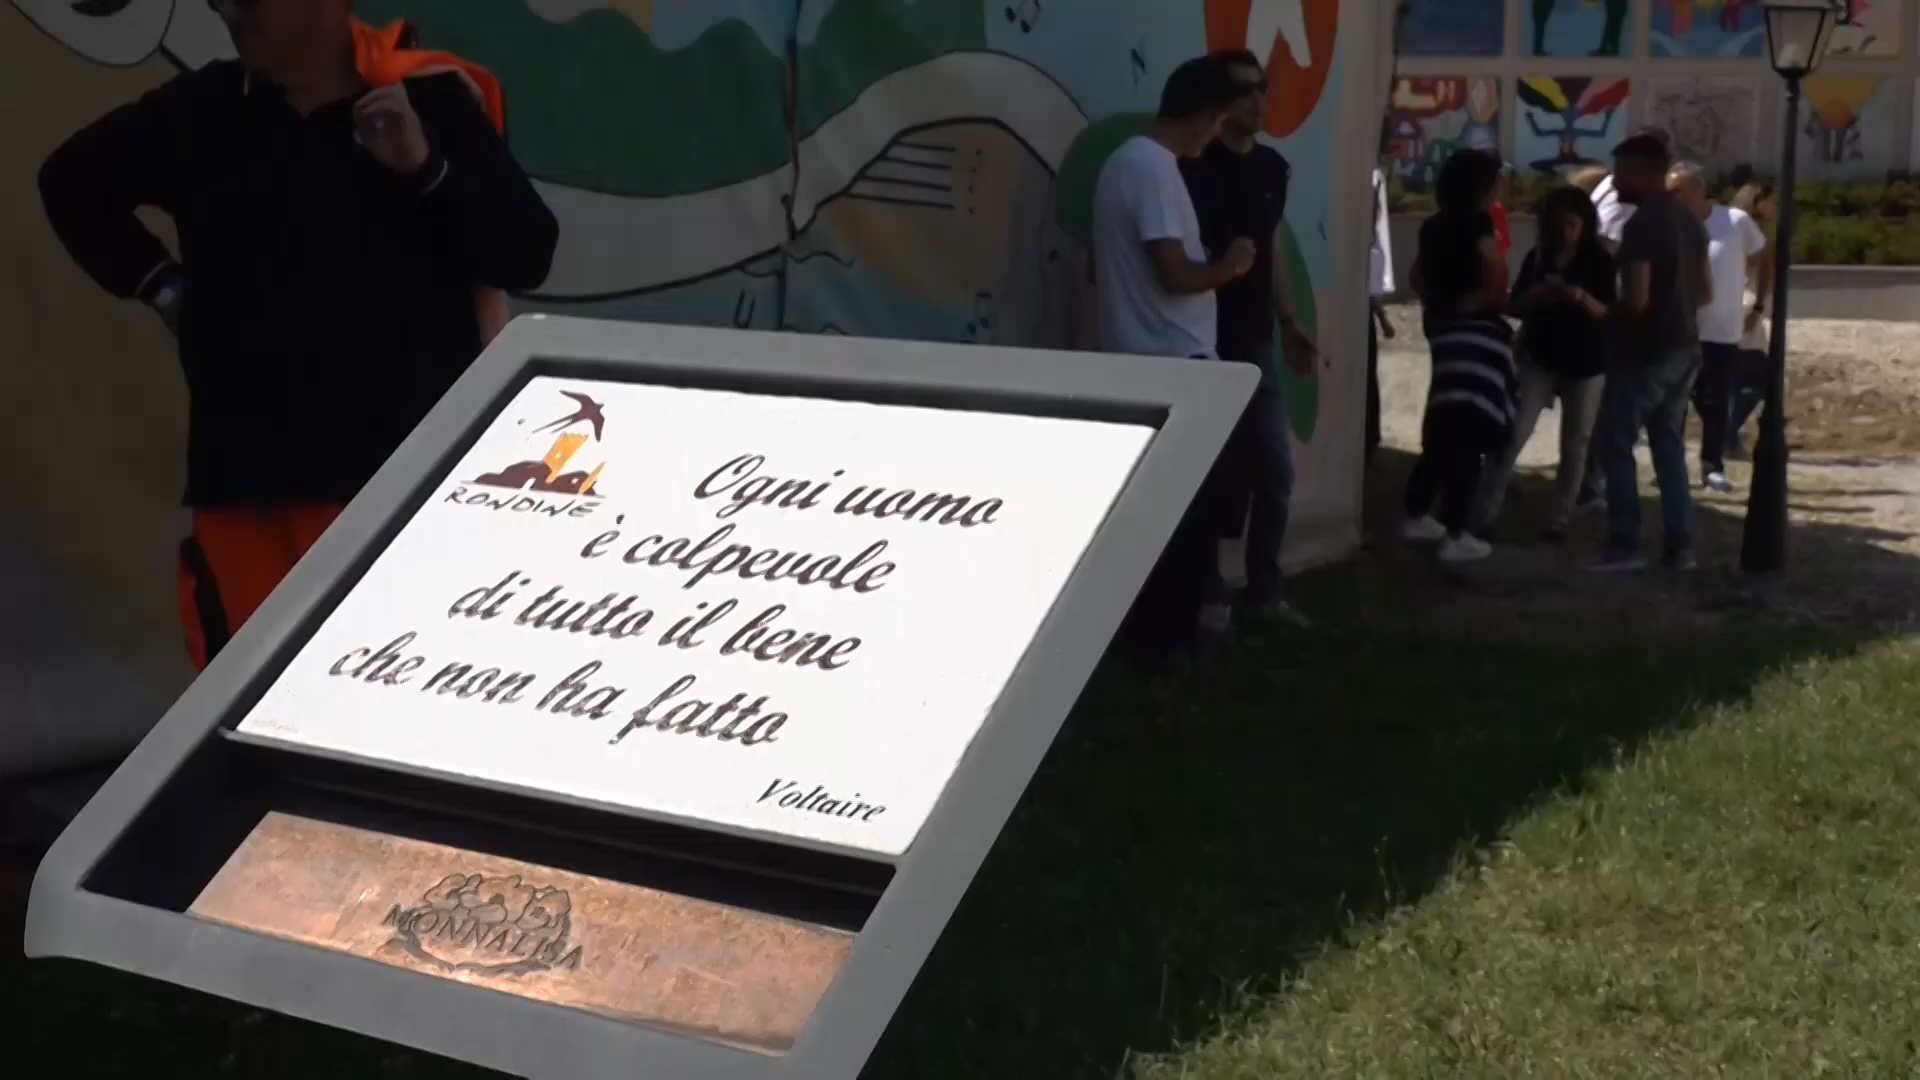 RONDINE
Ogni uomo
è colpevole
di tutto il bene
che non ha fatto
Voltaire
MONNALISA